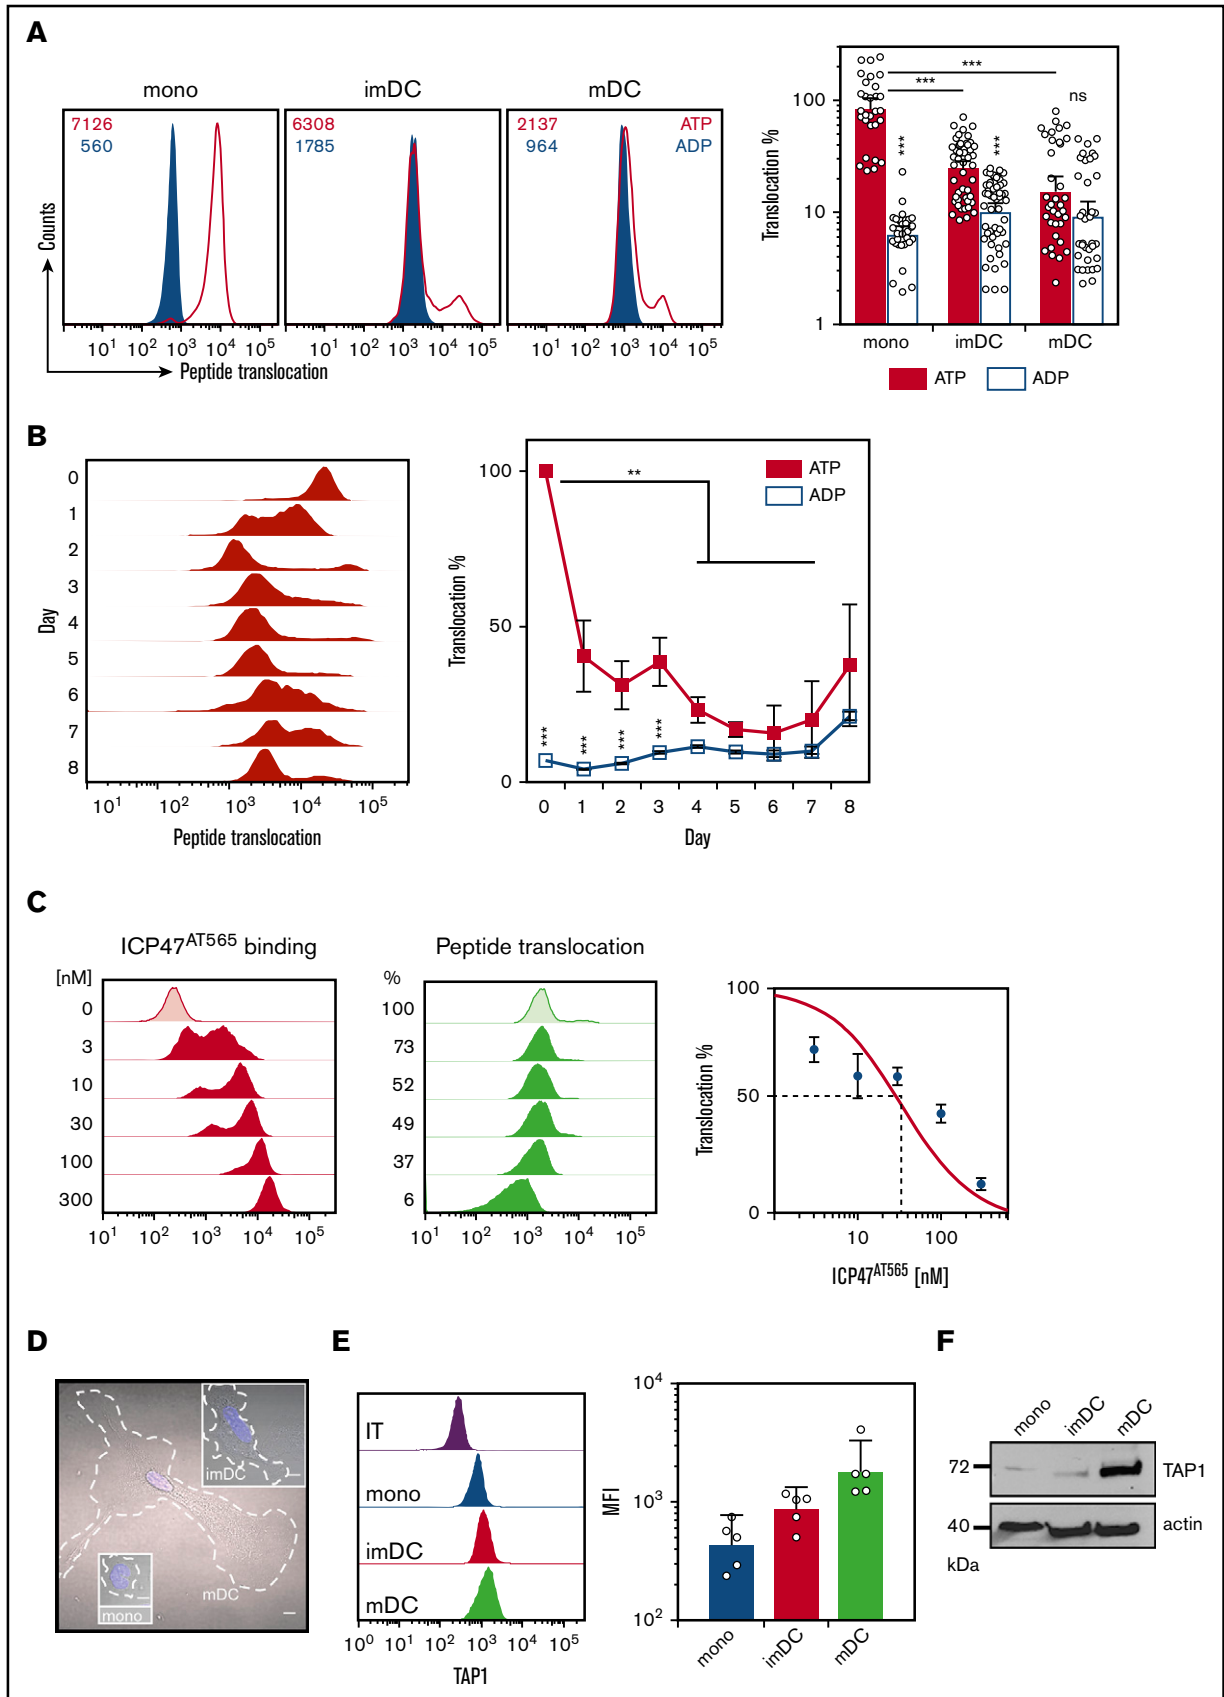 A
mono
imDC
mDC
7126
560
6308
1785
2137
964
ATP
ADP
Counts
10¹ 10² 10³ 10⁴ 10⁵
10¹ 10² 10³ 10⁴ 10⁵
10¹ 10² 10³ 10⁴ 10⁵
Peptide translocation
Translocation %
100
10
1
***
***
***
***
ns
mono
imDC
mDC
ATP
ADP
B
Day
0
1
2
3
4
5
6
7
8
10¹ 10² 10³ 10⁴ 10⁵
Peptide translocation
Translocation %
100
50
0
**
ATP
ADP
***
***
***
***
0 1 2 3 4 5 6 7 8
Day
C
ICP47ᴬᵀ⁵⁶⁵ binding
[nM]
0
3
10
30
100
300
10¹ 10² 10³ 10⁴ 10⁵
Peptide translocation
%
100
73
52
49
37
6
10¹ 10² 10³ 10⁴ 10⁵
Translocation %
100
50
0
10 100
ICP47ᴬᵀ⁵⁶⁵ [nM]
D
imDC
mDC
mono
E
IT
mono
imDC
mDC
10⁰ 10¹ 10² 10³ 10⁴ 10⁵
TAP1
MFI
10⁴
10³
10²
mono
imDC
mDC
F
mono
imDC
mDC
72
TAP1
40
actin
kDa